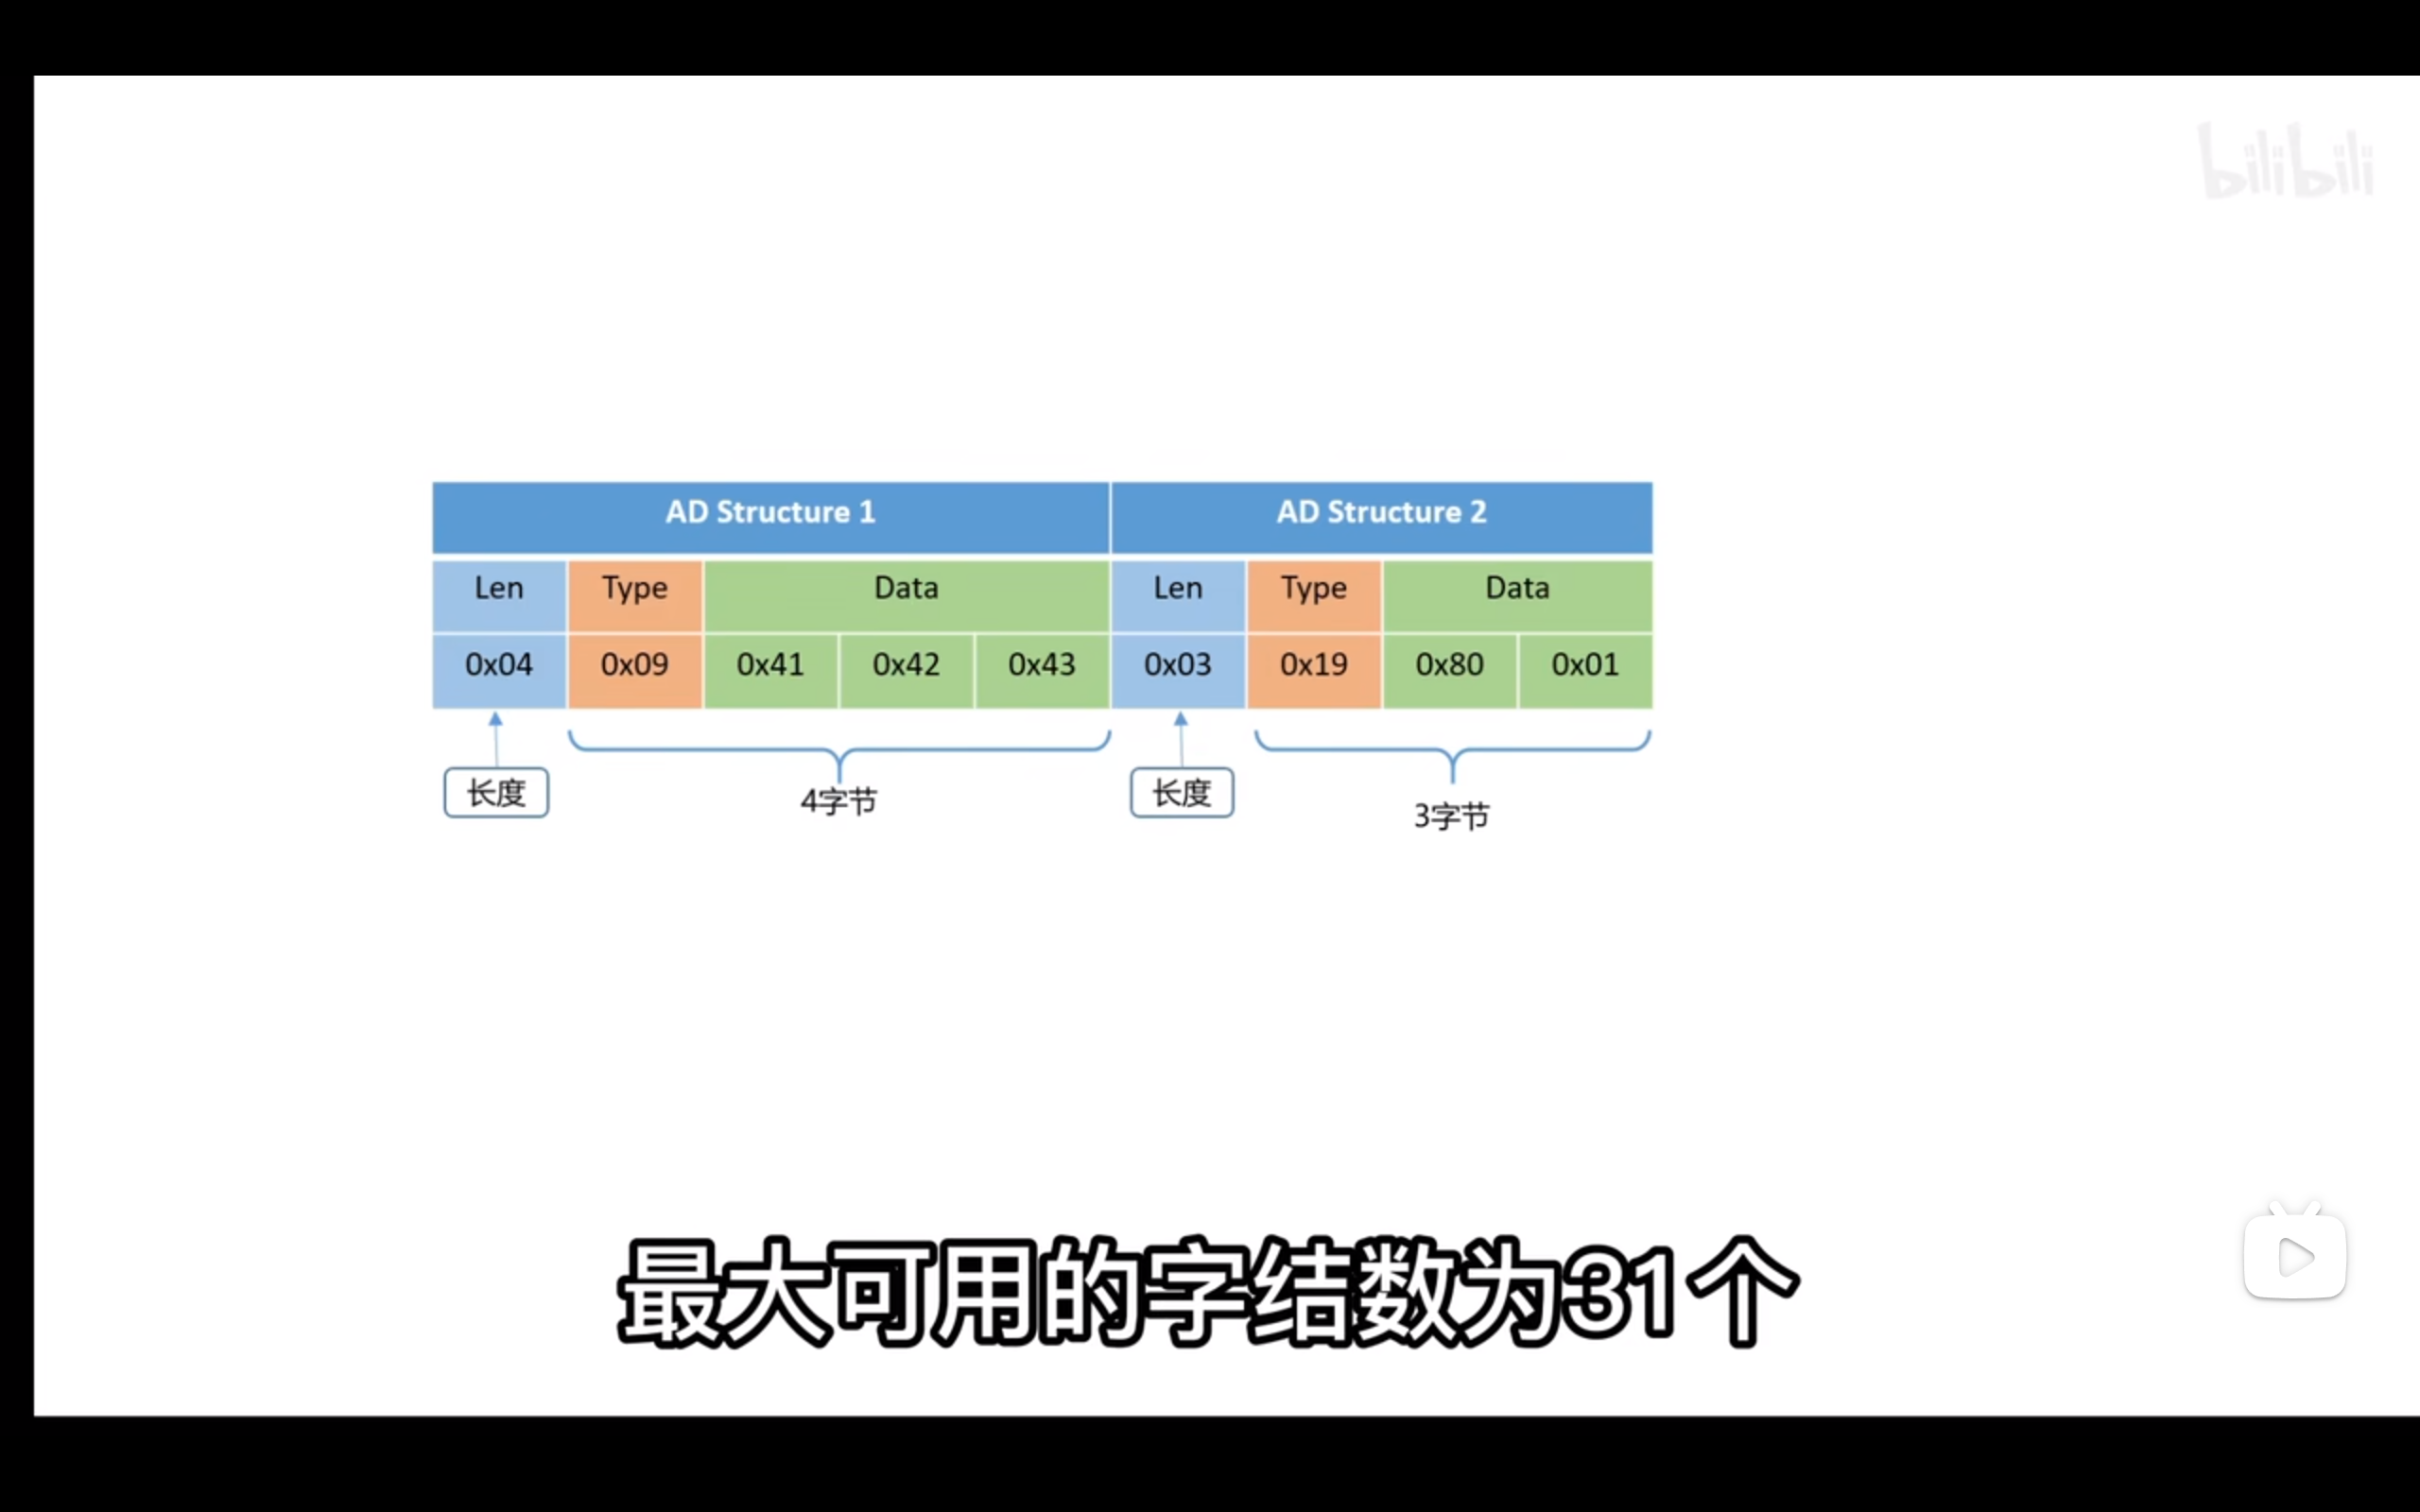 bilibili
AD Structure 1 AD Structure 2
Len Type Data Len Type Data
0x04 0x09 0x41 0x42 0x43 0x03 0x19 0x80 0x01
长度 4字节 长度 3字节
最大可用的字结数为31个